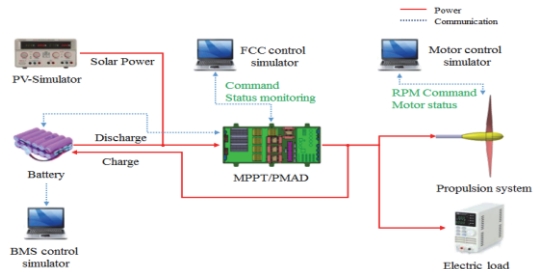 Power
Communication
Solar Power
PV-Simulator
FCC control
simulator
Motor control
simulator
Command
Status monitoring
RPM Command
Motor status
Discharge
Charge
Battery
MPPT/PMAD
Propulsion system
BMS control
simulator
Electric load